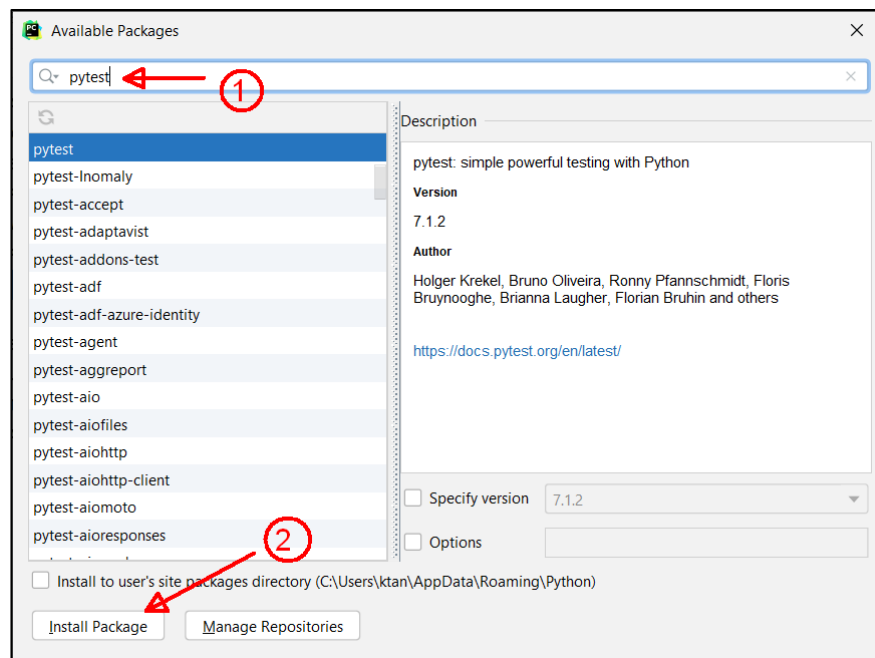 PC
Available Packages
pytest
1
pytest
pytest-Inomaly
pytest-accept
pytest-adaptavist
pytest-addons-test
pytest-adf
pytest-adf-azure-identity
pytest-agent
pytest-aggreport
pytest-aio
pytest-aiofiles
pytest-aiohttp
pytest-aiohttp-client
pytest-aiomoto
pytest-aioresponses
Description
pytest: simple powerful testing with Python
Version
7.1.2
Author
Holger Krekel, Bruno Oliveira, Ronny Pfannschmidt, Floris
Bruynooghe, Brianna Laugher, Florian Bruhin and others
https://docs.pytest.org/en/latest/
Specify version
7.1.2
Options
2
Install to user's site packages directory (C:\Users\ktan\AppData\Roaming\Python)
Install Package
Manage Repositories